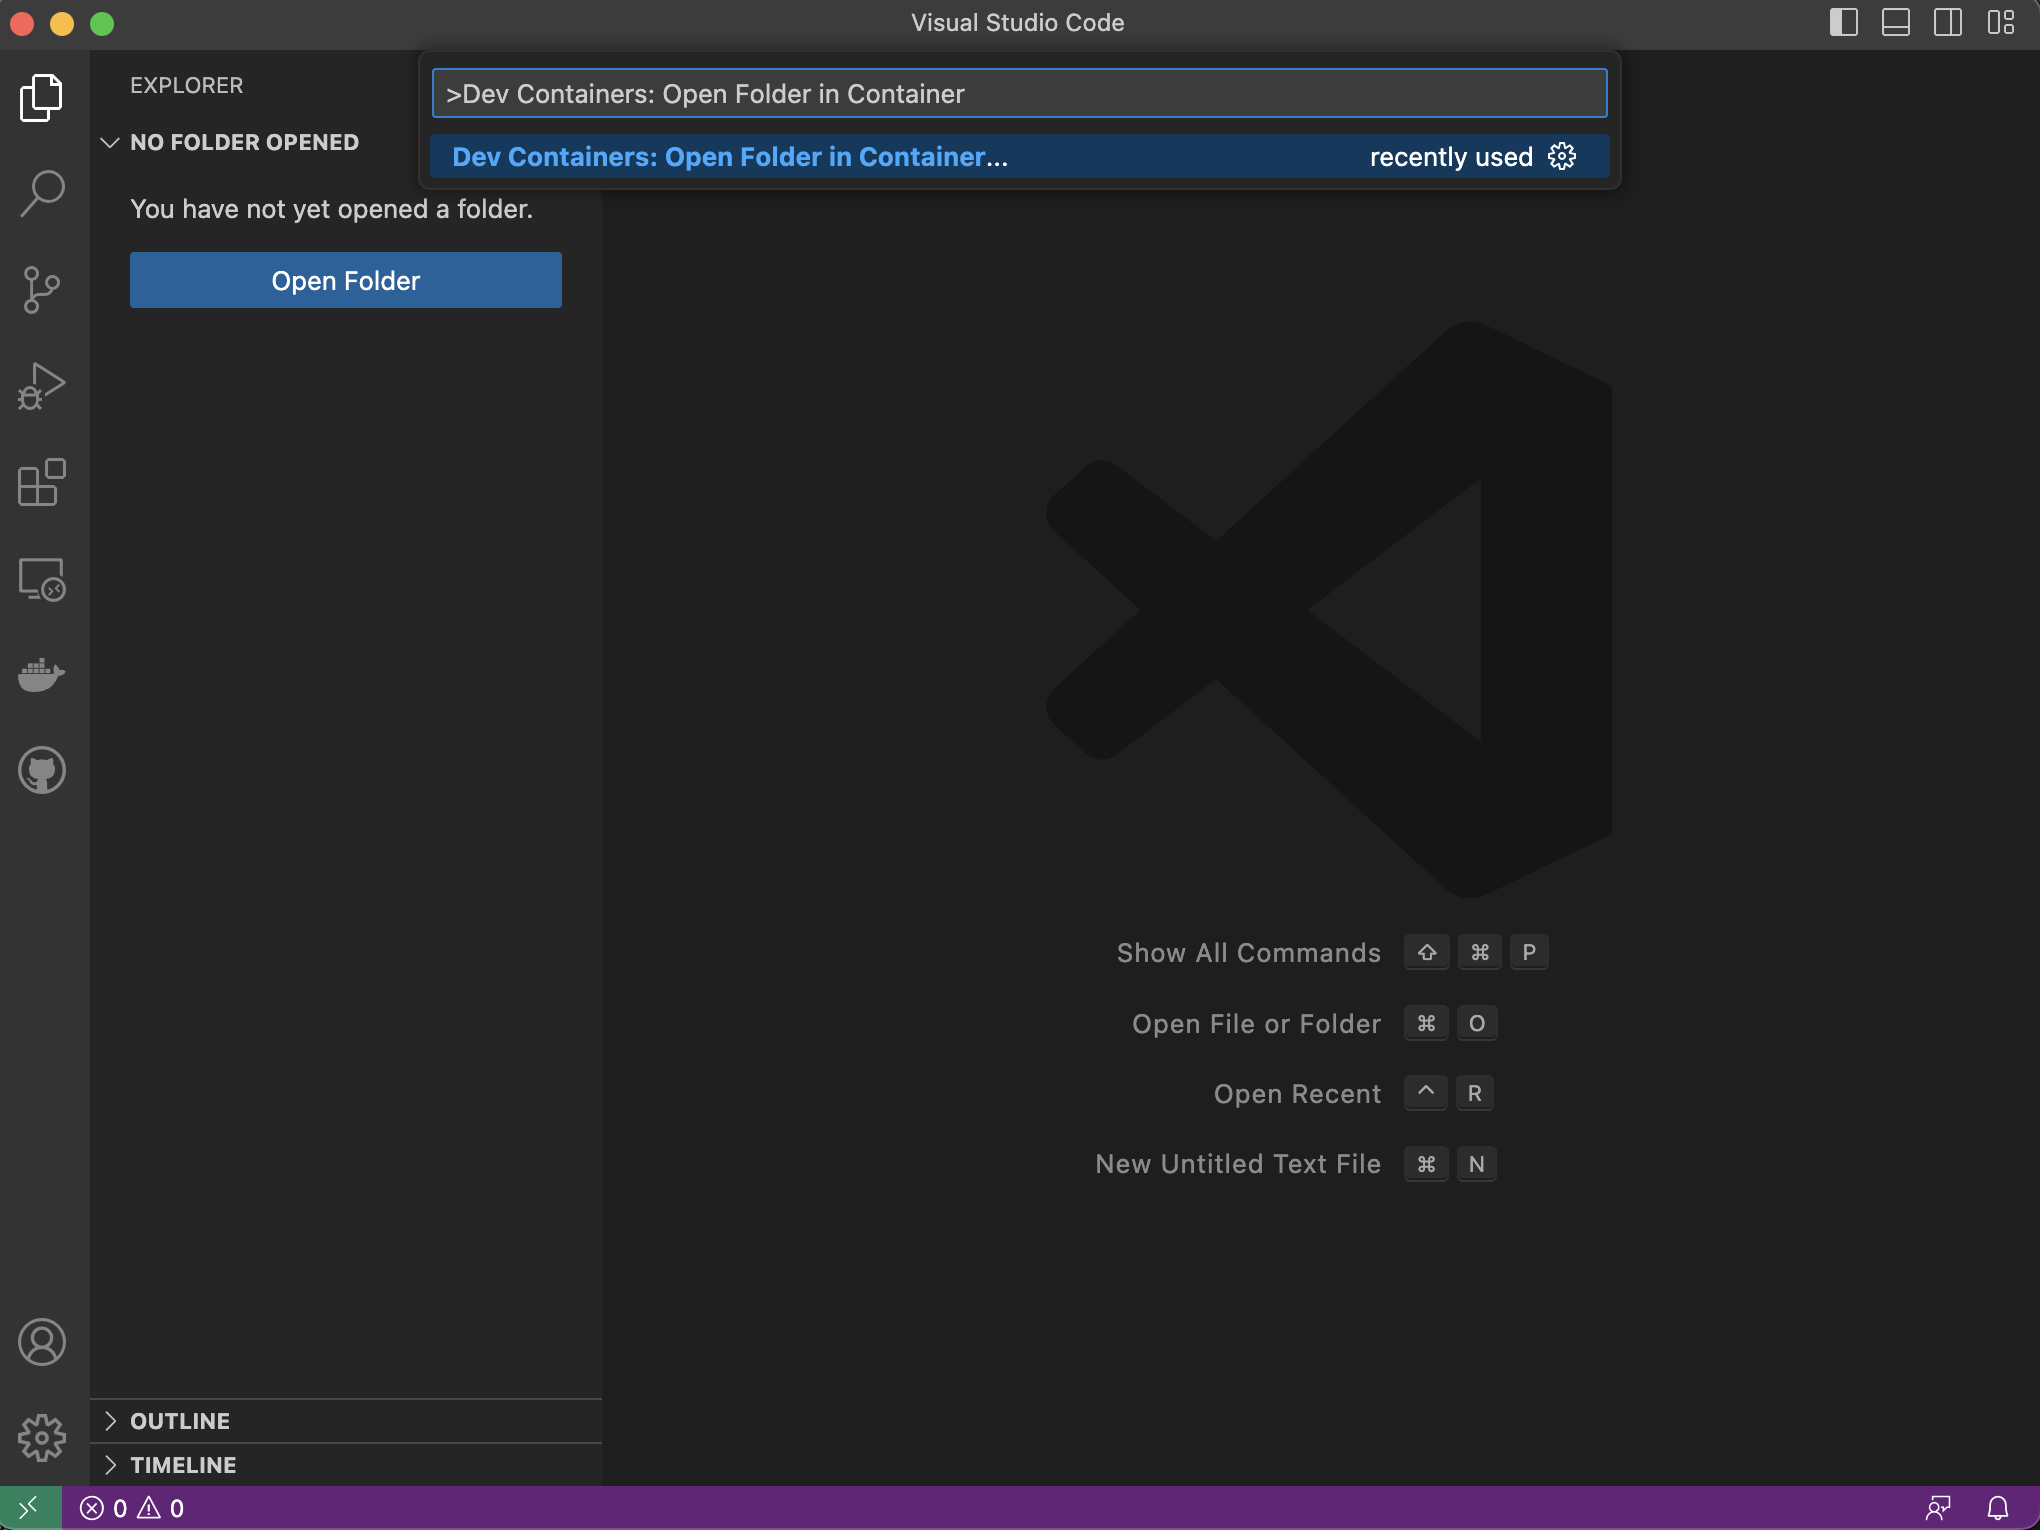 Visual Studio Code
EXPLORER
>Dev Containers: Open Folder in Container
NO FOLDER OPENED
Dev Containers: Open Folder in Container... recently used
You have not yet opened a folder.
Open Folder
Show All Commands ⇧ ⌘ P
Open File or Folder ⌘ O
Open Recent ^ R
New Untitled Text File ⌘ N
OUTLINE
TIMELINE
0 0